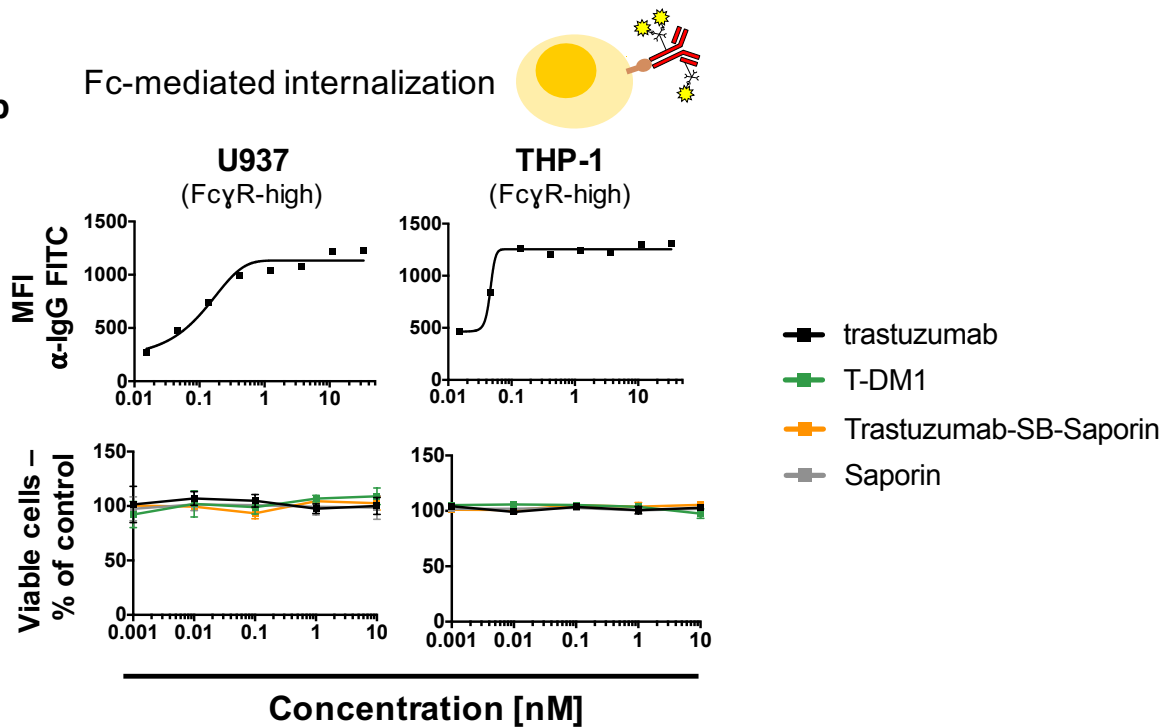 Fc-mediated internalization
b
U937
THP-1
(FcɣR-high)
(FcɣR-high)
MFI
α-IgG FITC
1500
1000
500
0
0.01 0.1 1 10
1500
1000
500
0
0.01 0.1 1 10
trastuzumab
T-DM1
Trastuzumab-SB-Saporin
Saporin
Viable cells –
% of control
150
100
50
0
0.001 0.01 0.1 1 10
150
100
50
0
0.001 0.01 0.1 1 10
Concentration [nM]